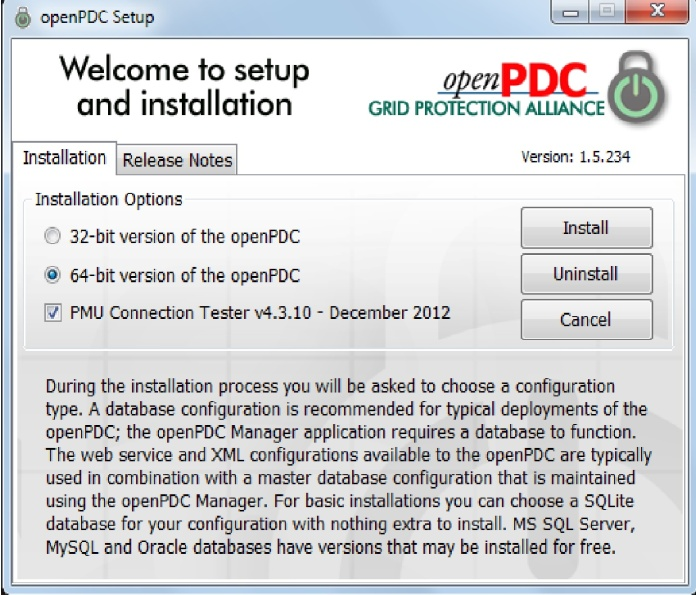 openPDC Setup
Welcome to setup
and installation
openPDC
GRID PROTECTION ALLIANCE
Installation
Release Notes
Version: 1.5.234
Installation Options
32-bit version of the openPDC
64-bit version of the openPDC
PMU Connection Tester v4.3.10 - December 2012
Install
Uninstall
Cancel
During the installation process you will be asked to choose a configuration
type. A database configuration is recommended for typical deployments of the
openPDC; the openPDC Manager application requires a database to function.
The web service and XML configurations available to the openPDC are typically
used in combination with a master database configuration that is maintained
using the openPDC Manager. For basic installations you can choose a SQLite
database for your configuration with nothing extra to install. MS SQL Server,
MySQL and Oracle databases have versions that may be installed for free.